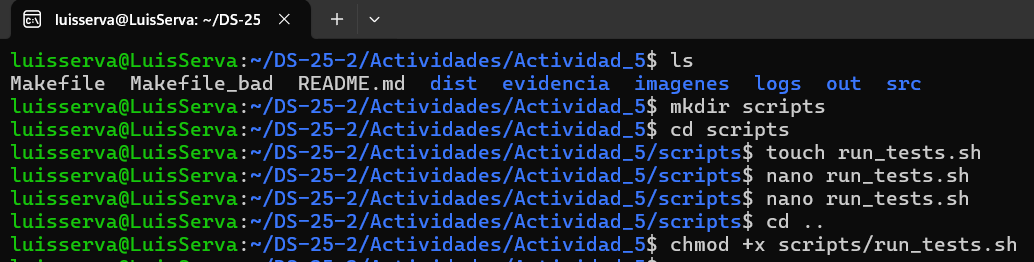 luisserva@LuisServa: ~/DS-25
luisserva@LuisServa:~/DS-25-2/Actividades/Actividad_5$ ls
Makefile Makefile_bad README.md dist evidencia imagenes logs out src
luisserva@LuisServa:~/DS-25-2/Actividades/Actividad_5$ mkdir scripts
luisserva@LuisServa:~/DS-25-2/Actividades/Actividad_5$ cd scripts
luisserva@LuisServa:~/DS-25-2/Actividades/Actividad_5/scripts$ touch run_tests.sh
luisserva@LuisServa:~/DS-25-2/Actividades/Actividad_5/scripts$ nano run_tests.sh
luisserva@LuisServa:~/DS-25-2/Actividades/Actividad_5/scripts$ nano run_tests.sh
luisserva@LuisServa:~/DS-25-2/Actividades/Actividad_5/scripts$ cd ..
luisserva@LuisServa:~/DS-25-2/Actividades/Actividad_5$ chmod +x scripts/run_tests.sh